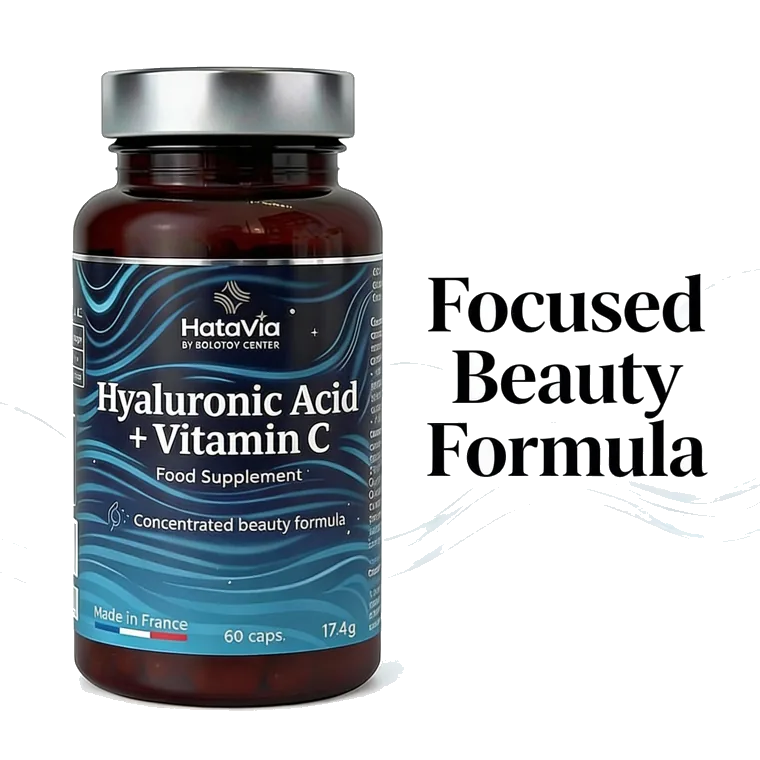 HataVia
BY BOLOTOY CENTER
Hyaluronic Acid
+ Vitamin C
Food Supplement
Concentrated beauty formula
Made in France
60 caps.
17.4g
Focused
Beauty
Formula